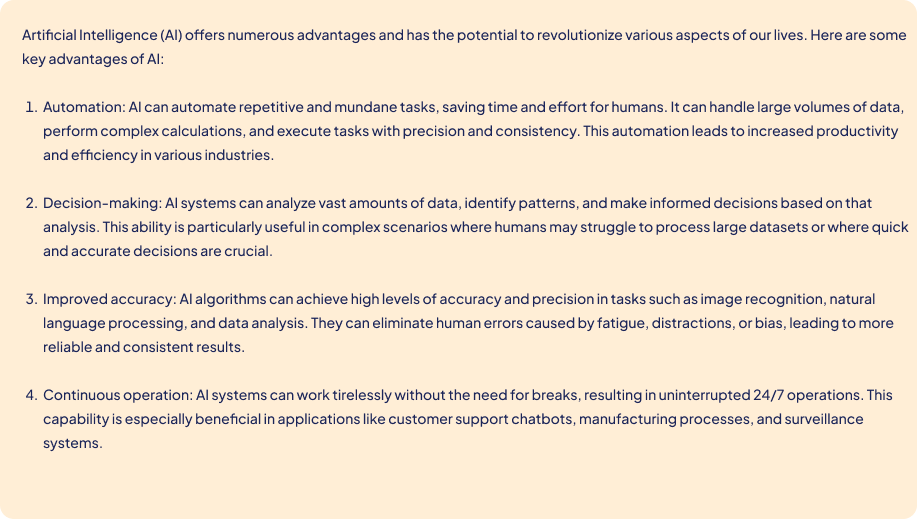 Artificial Intelligence (AI) offers numerous advantages and has the potential to revolutionize various aspects of our lives. Here are some
key advantages of AI:
1. Automation: AI can automate repetitive and mundane tasks, saving time and effort for humans. It can handle large volumes of data,
perform complex calculations, and execute tasks with precision and consistency. This automation leads to increased productivity
and efficiency in various industries.
2. Decision-making: AI systems can analyze vast amounts of data, identify patterns, and make informed decisions based on that
analysis. This ability is particularly useful in complex scenarios where humans may struggle to process large datasets or where quick
and accurate decisions are crucial.
3. Improved accuracy: AI algorithms can achieve high levels of accuracy and precision in tasks such as image recognition, natural
language processing, and data analysis. They can eliminate human errors caused by fatigue, distractions, or bias, leading to more
reliable and consistent results.
4. Continuous operation: AI systems can work tirelessly without the need for breaks, resulting in uninterrupted 24/7 operations. This
capability is especially beneficial in applications like customer support chatbots, manufacturing processes, and surveillance
systems.